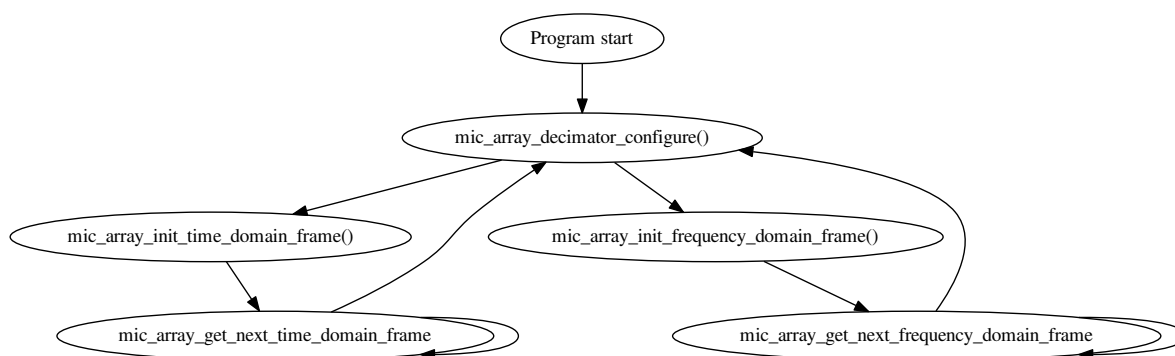 Program start
mic_array_decimator_configure()
mic_array_init_time_domain_frame()
mic_array_init_frequency_domain_frame()
mic_array_get_next_time_domain_frame
mic_array_get_next_frequency_domain_frame